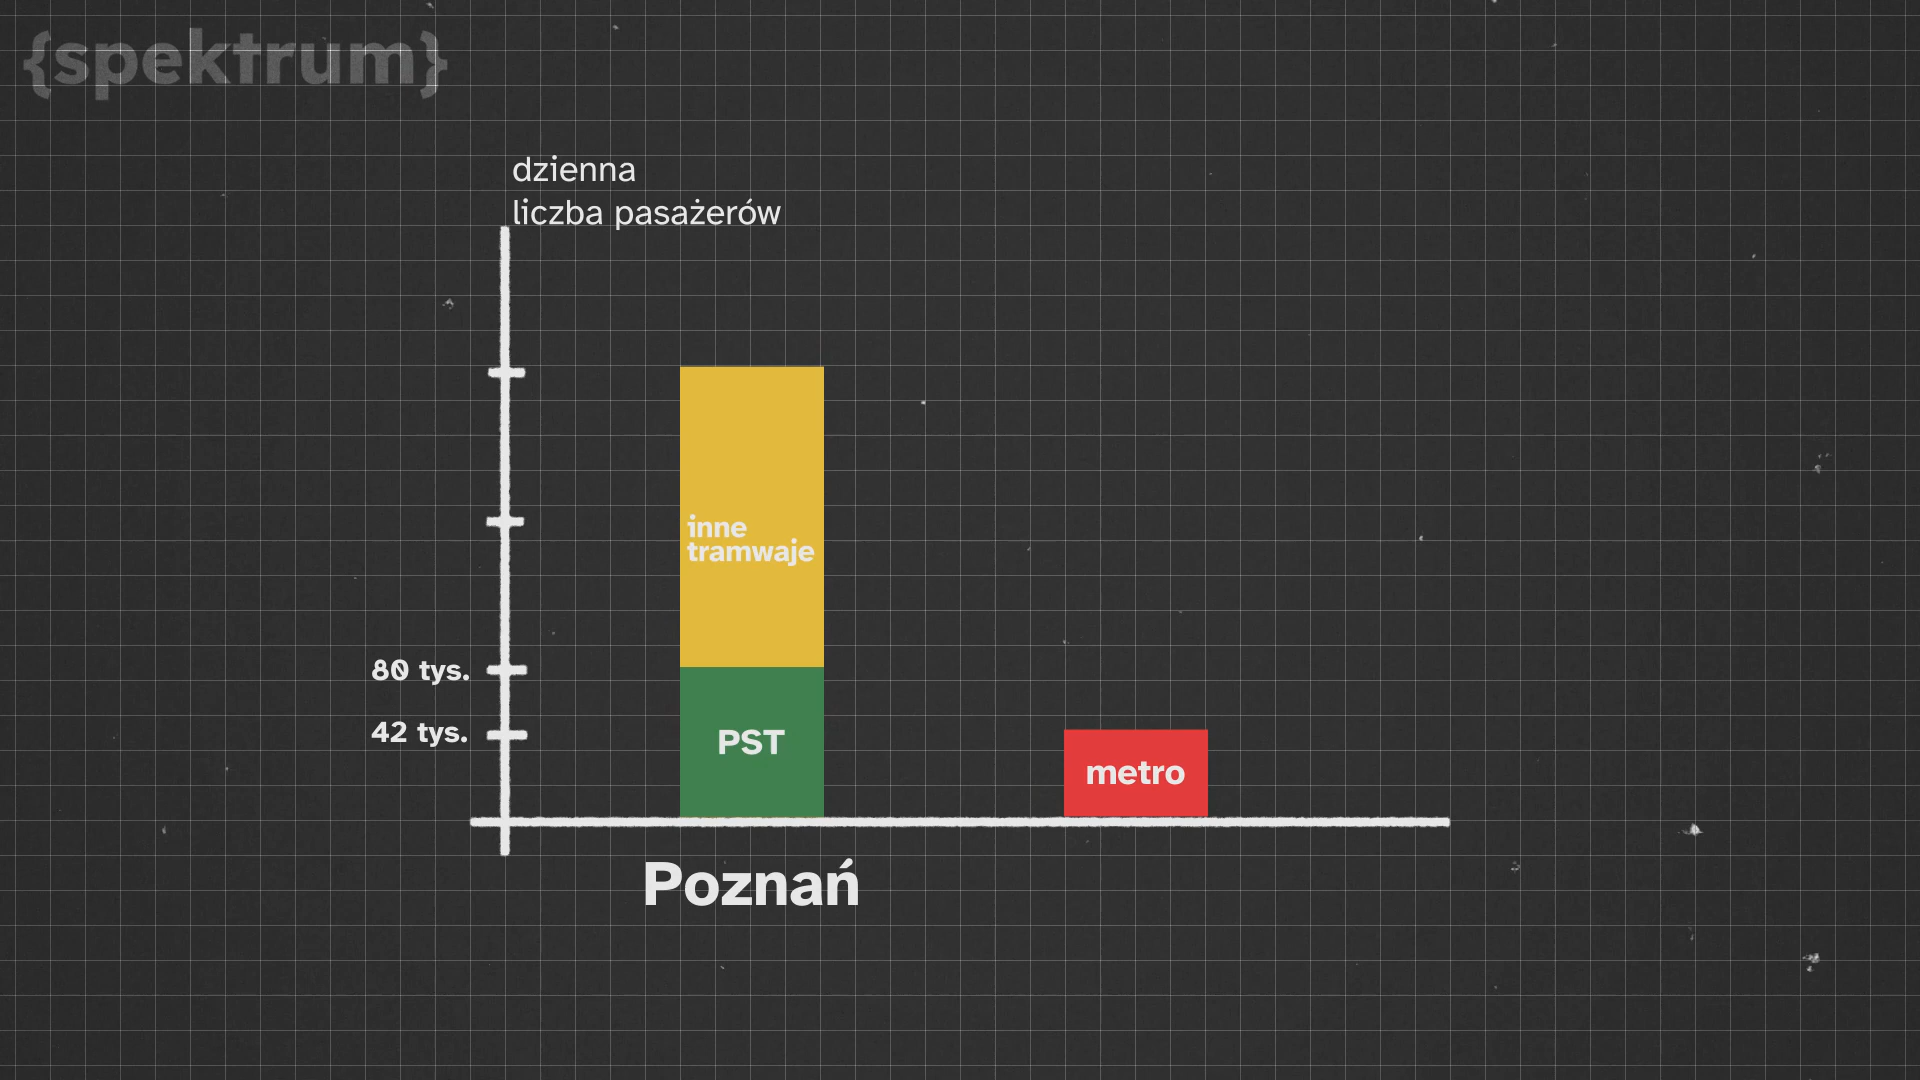 {spektrum}
dzienna
liczba pasażerów
inne
tramwaje
80 tys.
42 tys.
PST
metro
Poznań